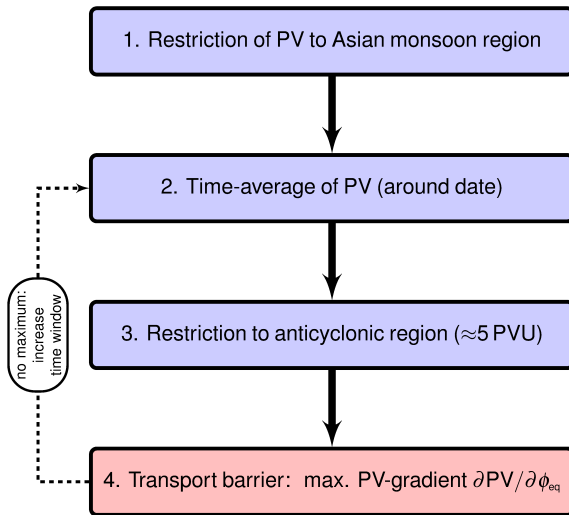 1. Restriction of PV to Asian monsoon region
2. Time-average of PV (around date)
no maximum:
increase
time window
3. Restriction to anticyclonic region (≈5 PVU)
4. Transport barrier: max. PV-gradient ∂PV/∂ϕeq